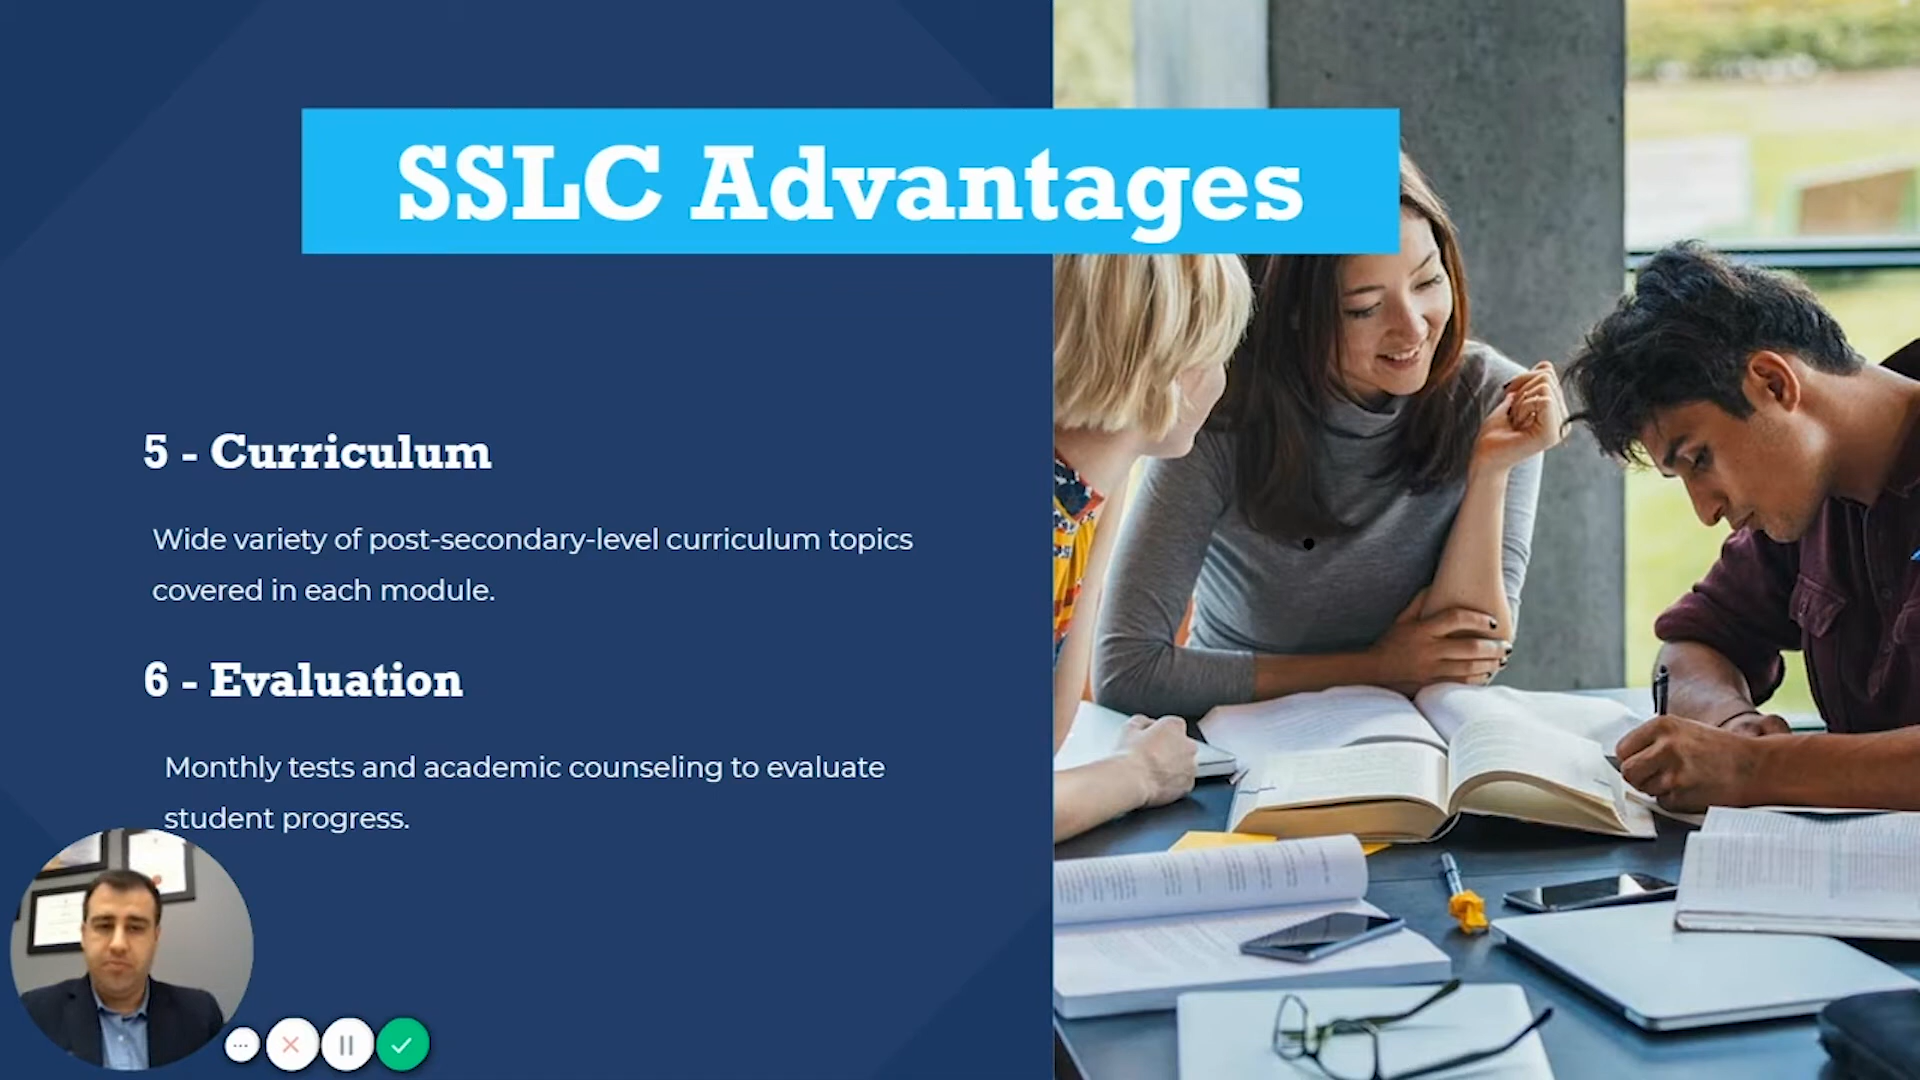 SSLC Advantages
5 - Curriculum
Wide variety of post-secondary-level curriculum topics
covered in each module.
6 - Evaluation
Monthly tests and academic counseling to evaluate
student progress.